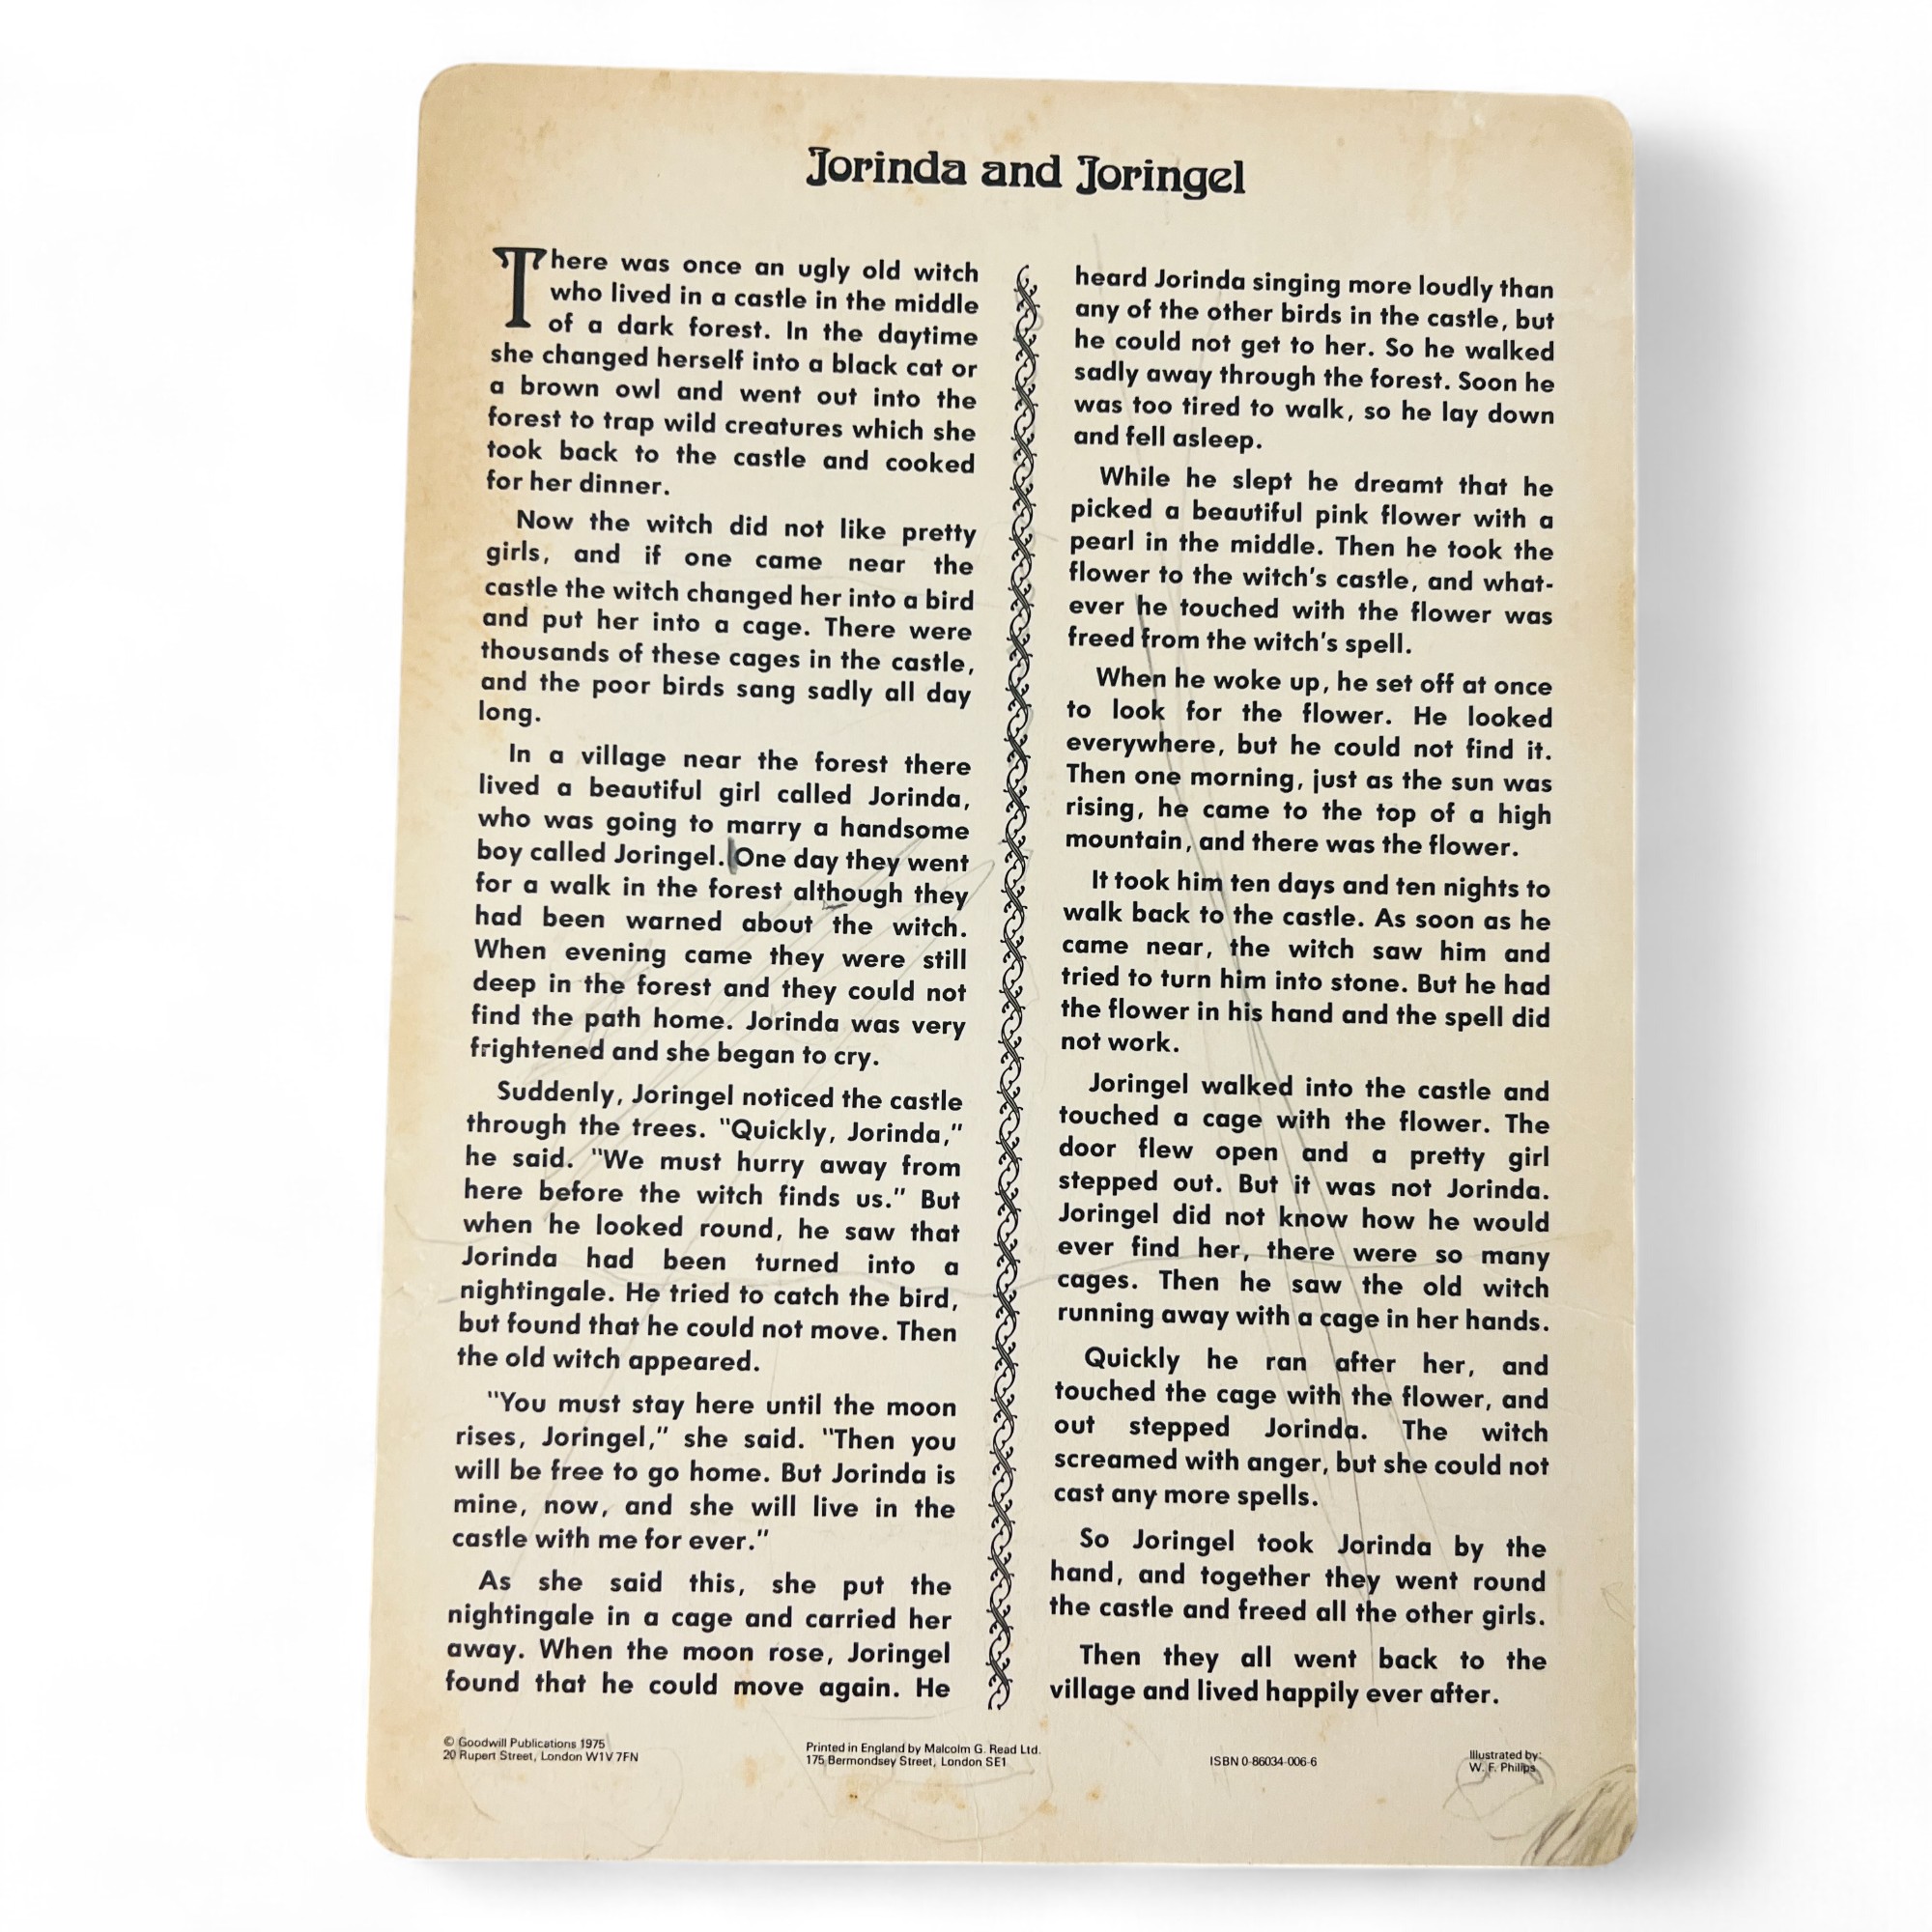 Jorinda and Joringel
There was once an ugly old witch
who lived in a castle in the middle
of a dark forest. In the daytime
she changed herself into a black cat or
a brown owl and went out into the
forest to trap wild creatures which she
took back to the castle and cooked
for her dinner.
Now the witch did not like pretty
girls, and if one came near the
castle the witch changed her into a bird
and put her into a cage. There were
thousands of these cages in the castle,
and the poor birds sang sadly all day
long.
In a village near the forest there
lived a beautiful girl called Jorinda,
who was going to marry a handsome
boy called Joringel. One day they went
for a walk in the forest although they
had been warned about the witch.
When evening came they were still
deep in the forest and they could not
find the path home. Jorinda was very
frightened and she began to cry.
Suddenly, Joringel noticed the castle
through the trees. "Quickly, Jorinda,"
he said. "We must hurry away from
here before the witch finds us." But
when he looked round, he saw that
Jorinda had been turned into a
nightingale. He tried to catch the bird,
but found that he could not move. Then
the old witch appeared.
"You must stay here until the moon
rises, Joringel," she said. "Then you
will be free to go home. But Jorinda is
mine, now, and she will live in the
castle with me for ever."
As she said this, she put the
nightingale in a cage and carried her
away. When the moon rose, Joringel
found that he could move again. He
heard Jorinda singing more loudly than
any of the other birds in the castle, but
he could not get to her. So he walked
sadly away through the forest. Soon he
was too tired to walk, so he lay down
and fell asleep.
While he slept he dreamt that he
picked a beautiful pink flower with a
pearl in the middle. Then he took the
flower to the witch's castle, and what-
ever he touched with the flower was
freed from the witch's spell.
When he woke up, he set off at once
to look for the flower. He looked
everywhere, but he could not find it.
Then one morning, just as the sun was
rising, he came to the top of a high
mountain, and there was the flower.
It took him ten days and ten nights to
walk back to the castle. As soon as he
came near, the witch saw him and
tried to turn him into stone. But he had
the flower in his hand and the spell did
not work.
Joringel walked into the castle and
touched a cage with the flower. The
door flew open and a pretty girl
stepped out. But it was not Jorinda.
Joringel did not know how he would
ever find her, there were so many
cages. Then he saw the old witch
running away with a cage in her hands.
Quickly he ran after her, and
touched the cage with the flower, and
out stepped Jorinda. The witch
screamed with anger, but she could not
cast any more spells.
So Joringel took Jorinda by the
hand, and together they went round
the castle and freed all the other girls.
Then they all went back to the
village and lived happily ever after.
© Goodwill Publications 1975
20 Rupert Street, London W1V 7FN
Printed in England by Malcolm G. Read Ltd.
175 Bermondsey Street, London SE1
ISBN 0-86034-006-6
Illustrated by:
W. F. Philips